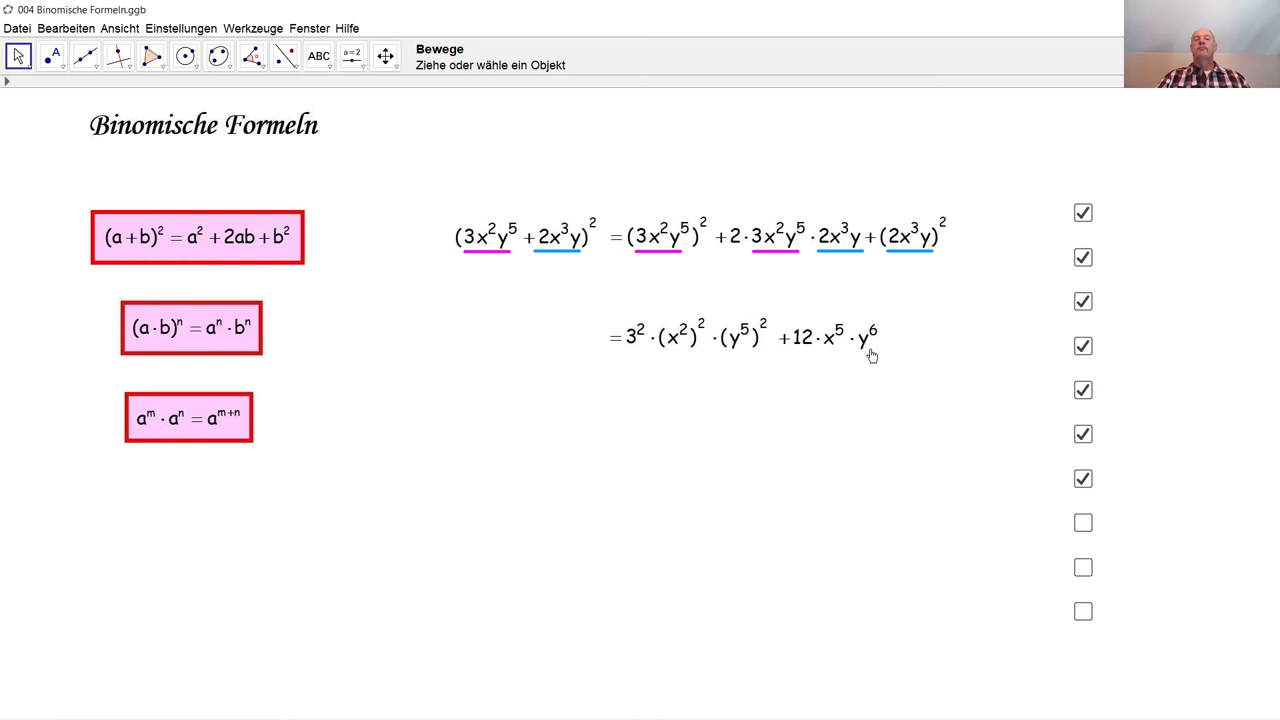 004 Binomische Formeln.ggb
Datei Bearbeiten Ansicht Einstellungen Werkzeuge Fenster Hilfe
ABC a=2
Bewege
Ziehe oder wähle ein Objekt
Binomische Formeln
(a+b)² = a² + 2ab + b²
(3x²y⁵ + 2x³y)² = (3x²y⁵)² + 2·3x²y⁵·2x³y + (2x³y)²
(a·b)ⁿ = aⁿ·bⁿ
= 3²·(x²)²·(y⁵)² + 12·x⁵·y⁶
aᵐ·aⁿ = aᵐ⁺ⁿ